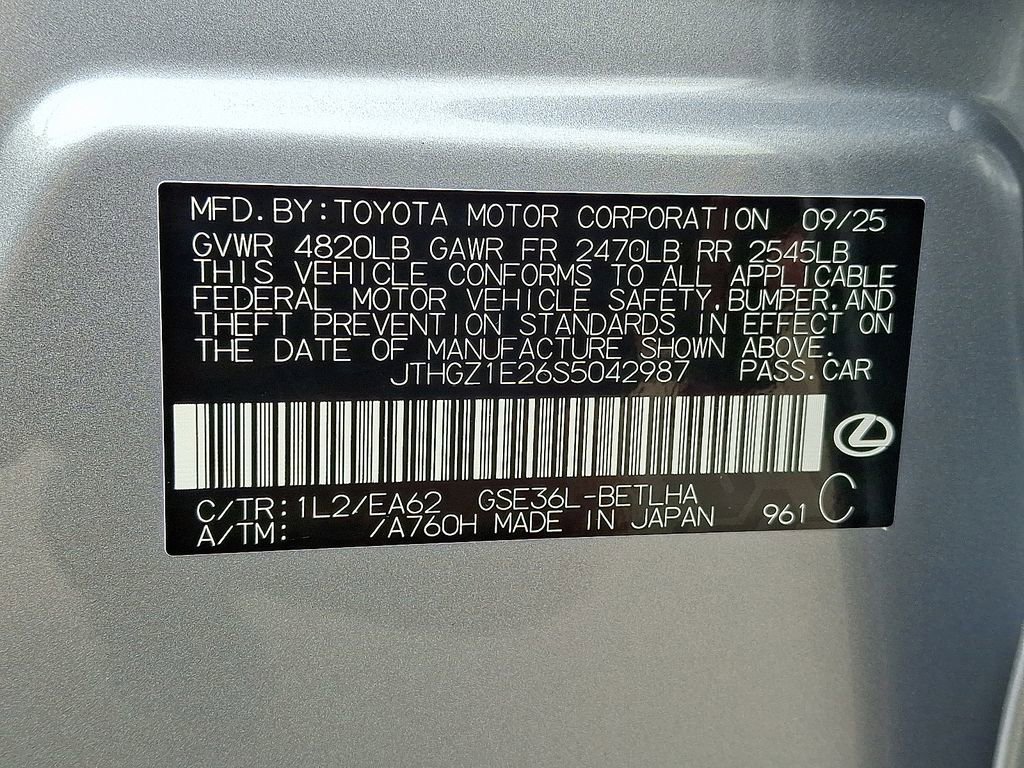 MFD.BY:TOYOTA MOTOR CORPORATION 09/25
GVWR 4820LB GAWR FR 2470LB RR 2545LB
THIS VEHICLE CONFORMS TO ALL APPLICABLE
FEDERAL MOTOR VEHICLE SAFETY,BUMPER,AND
THEFT PREVENTION STANDARDS IN EFFECT ON
THE DATE OF MANUFACTURE SHOWN ABOVE.
JTHGZ1E26S5042987 PASS.CAR
C/TR:1L2/EA62 GSE36L-BETLHA
A/TM: /A760H MADE IN JAPAN 961 C